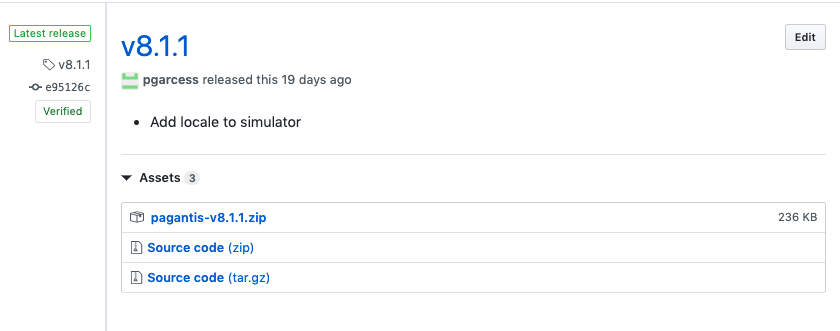 Latest release
v8.1.1
e95126c
Verified
v8.1.1
Edit
pgarcess released this 19 days ago
• Add locale to simulator
Assets 3
pagantis-v8.1.1.zip 236 KB
Source code (zip)
Source code (tar.gz)